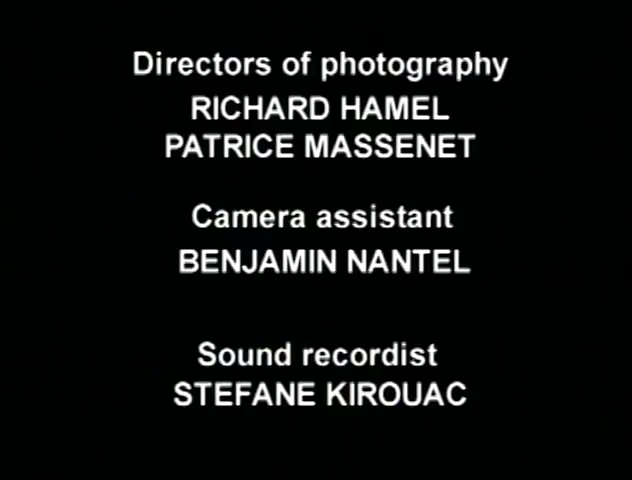 Directors of photography
RICHARD HAMEL
PATRICE MASSENET
Camera assistant
BENJAMIN NANTEL
Sound recordist
STEFANE KIROUAC